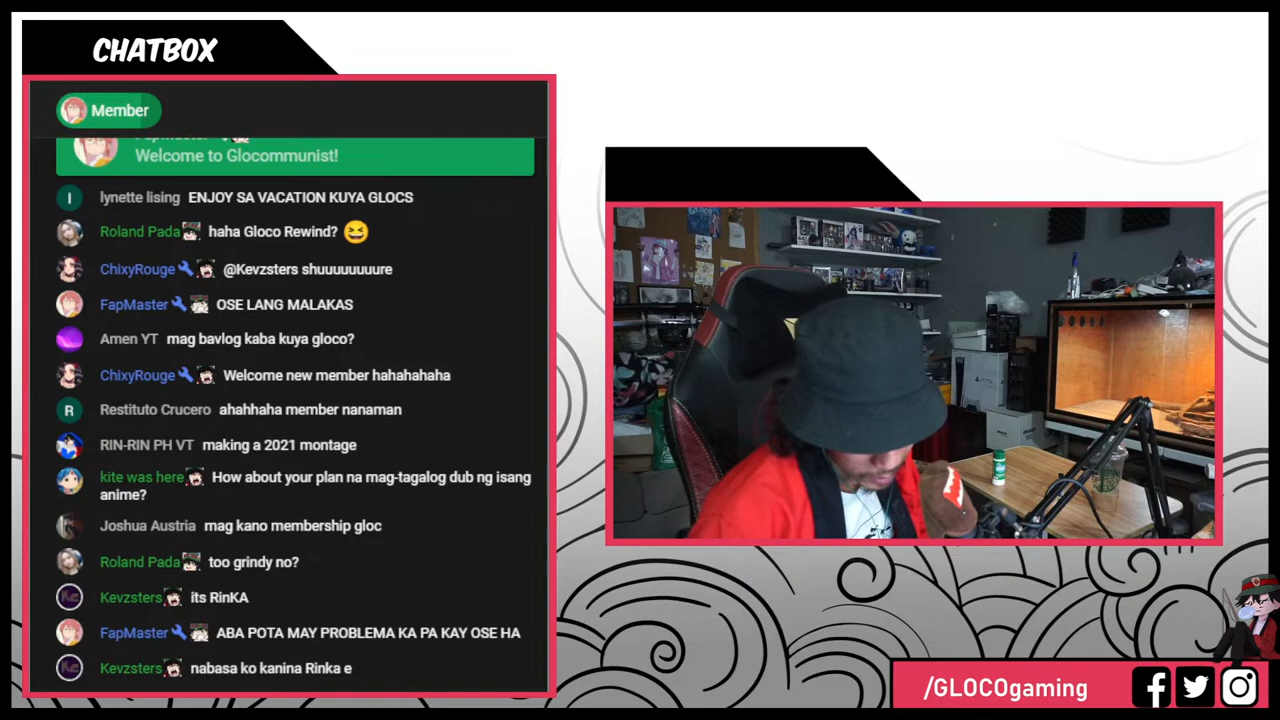 CHATBOX
Member
Welcome to Glocommunist!
lynette lising ENJOY SA VACATION KUYA GLOCS
Roland Pada haha Gloco Rewind? 😆
ChixyRouge @Kevzsters shuuuuuuuure
FapMaster OSE LANG MALAKAS
Amen YT mag bavlog kaba kuya gloco?
ChixyRouge Welcome new member hahahahaha
R Restituto Crucero ahahhaha member nanaman
RIN-RIN PH VT making a 2021 montage
kite was here How about your plan na mag-tagalog dub ng isang
anime?
Joshua Austria mag kano membership gloc
Roland Pada too grindy no?
Kevzsters its RinKA
FapMaster ABA POTA MAY PROBLEMA KA PA KAY OSE HA
Kevzsters nabasa ko kanina Rinka e
/GLOCOgaming